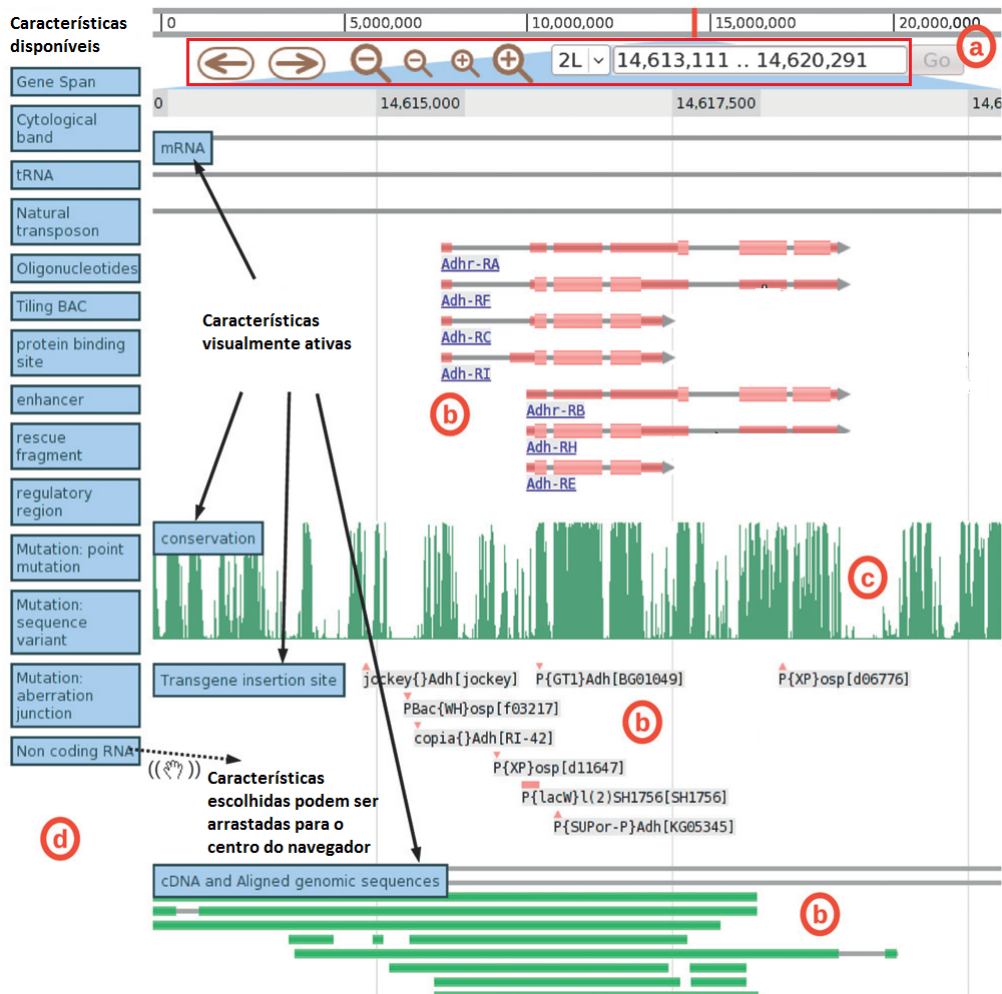 Características
disponíveis
0
5,000,000
10,000,000
15,000,000
20,000,000
a
2L
14,613,111 .. 14,620,291
Go
0
14,615,000
14,617,500
14,6
Gene Span
Cytological
band
tRNA
Natural
transposon
Oligonucleotides
Tiling BAC
protein binding
site
enhancer
rescue
fragment
regulatory
region
Mutation: point
mutation
Mutation:
sequence
variant
Mutation:
aberration
junction
Non coding RNA
d
mRNA
Adhr-RA
Adh-RF
Adh-RC
Adh-RI
Adhr-RB
Adh-RH
Adh-RE
b
Características
visualmente ativas
conservation
c
Transgene insertion site
jockey{}Adh[jockey]
P{GT1}Adh[BG01049]
P{XP}osp[d06776]
PBac{WH}osp[f03217]
copia{}Adh[RI-42]
b
P{XP}osp[d11647]
P{lacW}l(2)SH1756[SH1756]
P{SUPor-P}Adh[KG05345]
Características
escolhidas podem ser
arrastadas para o
centro do navegador
cDNA and Aligned genomic sequences
b